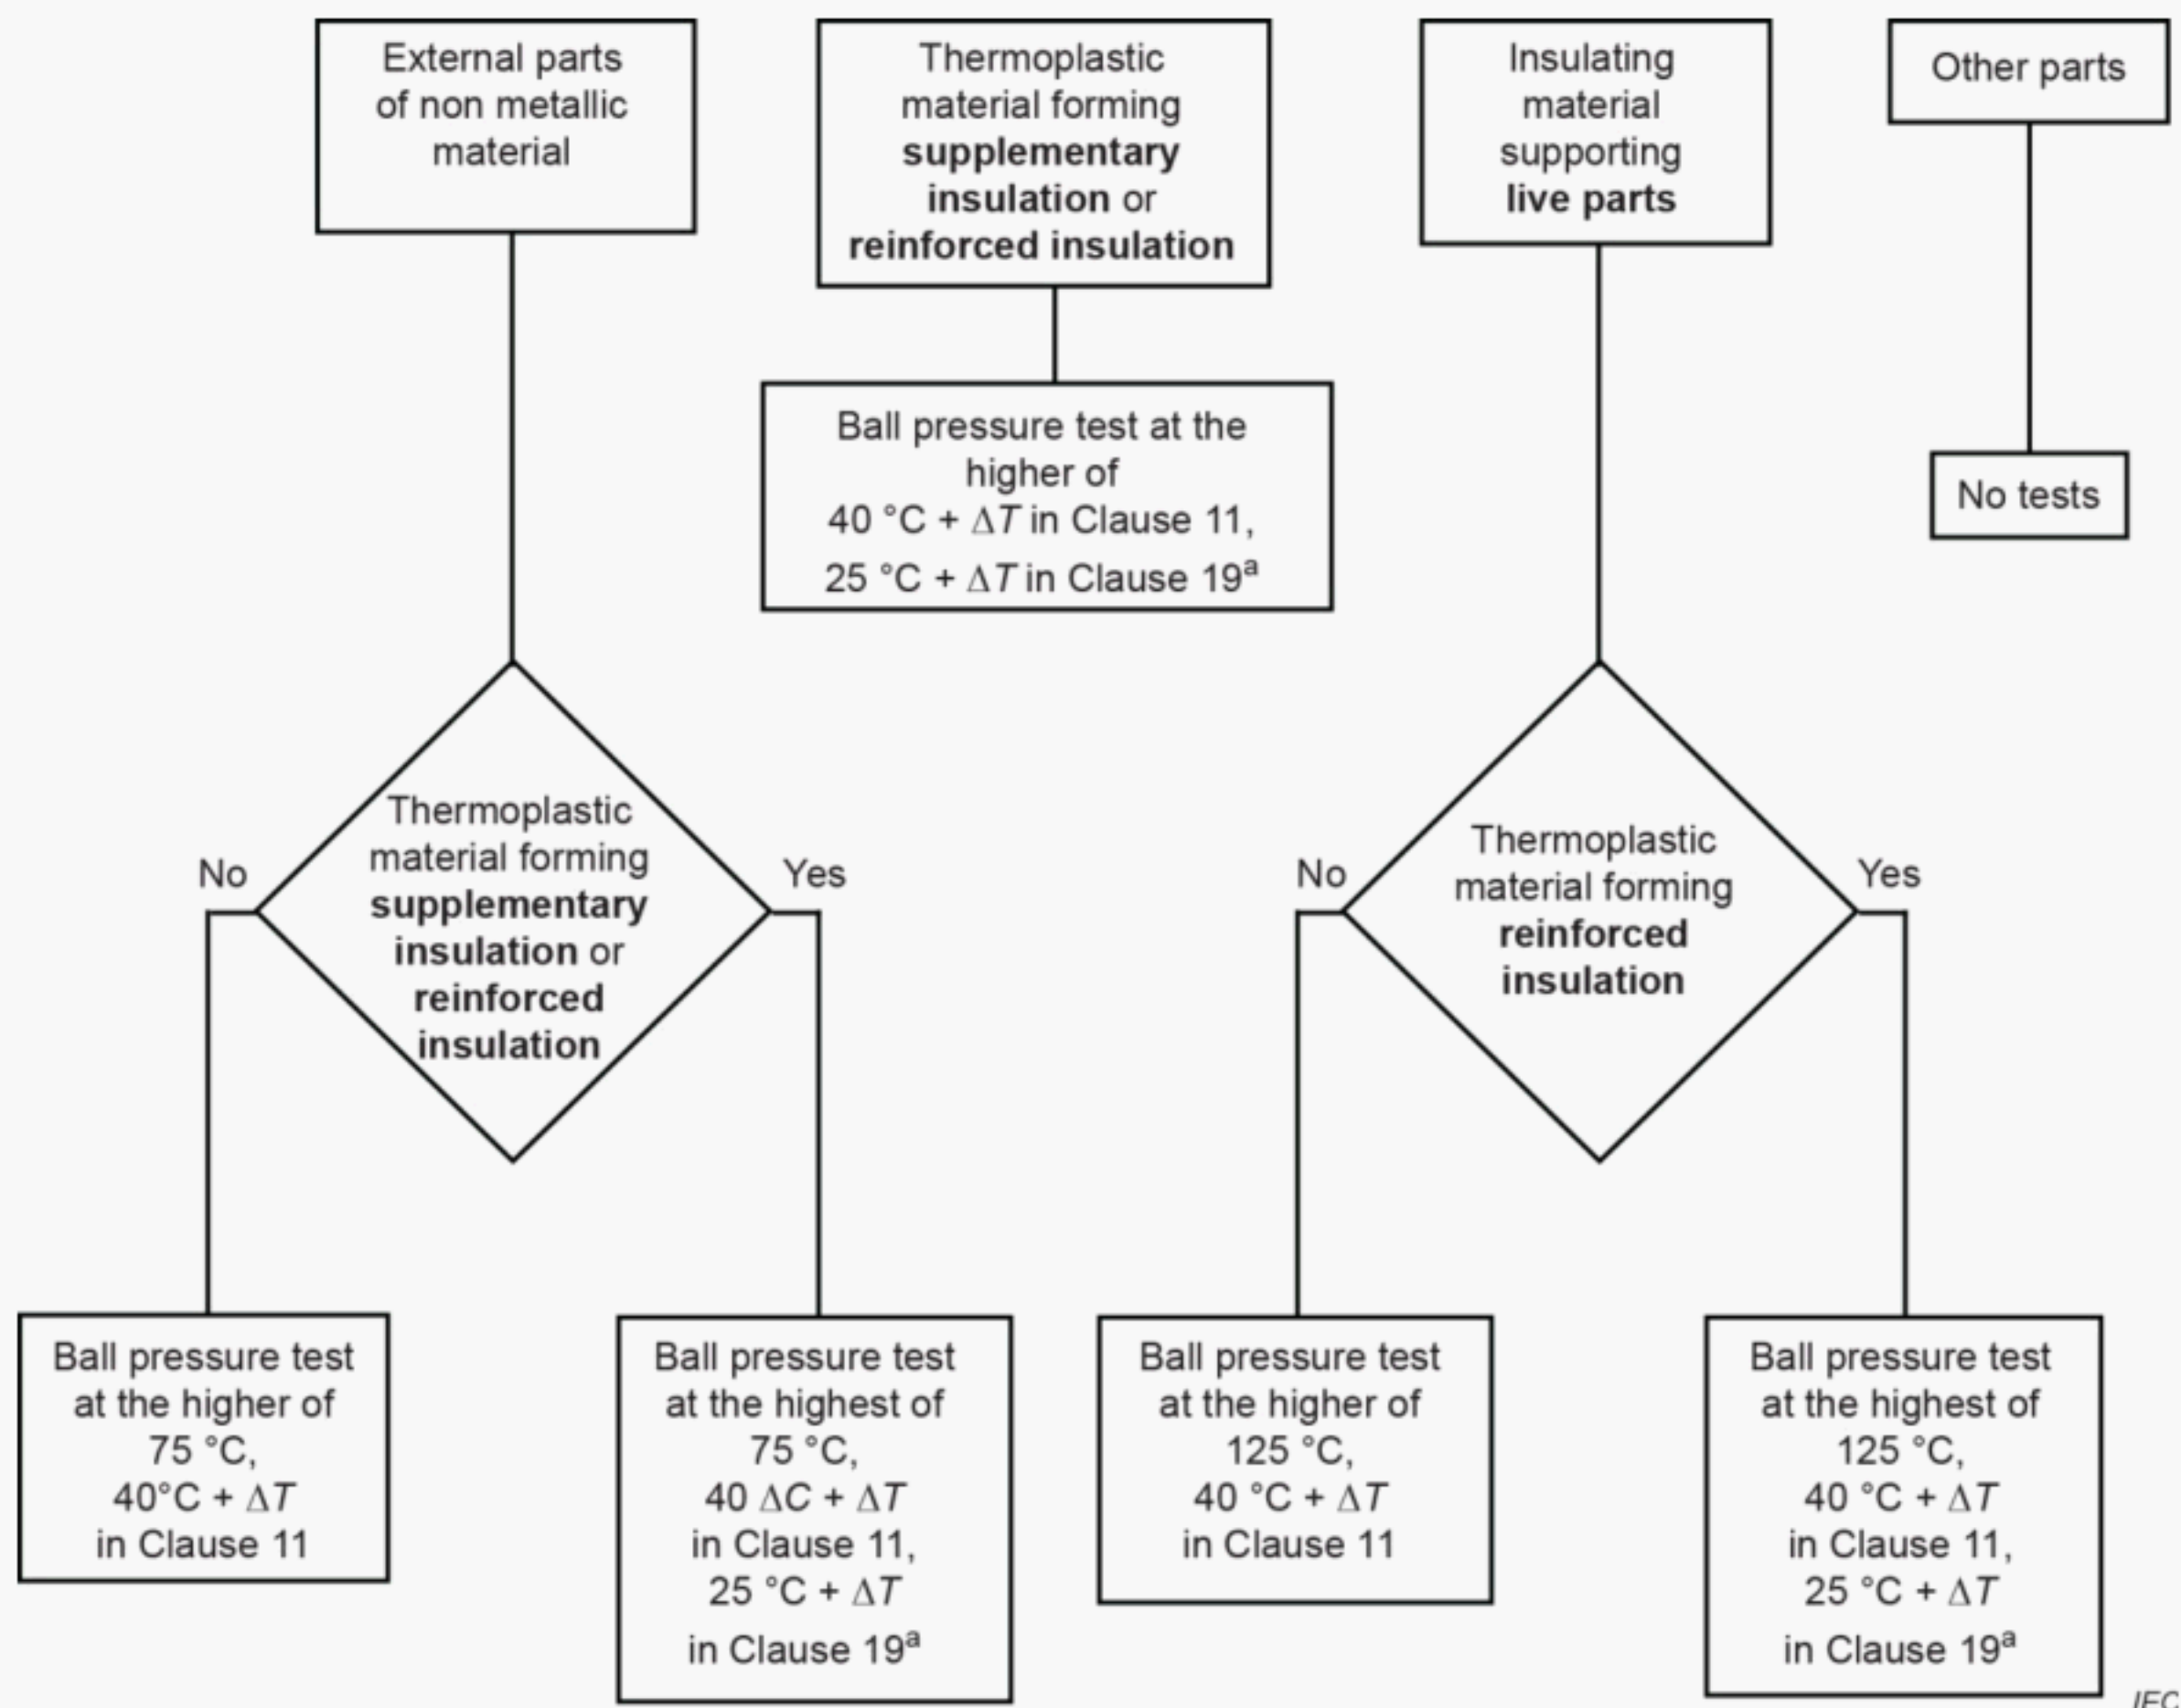 External parts
of non metallic
material
Thermoplastic
material forming
supplementary
insulation or
reinforced insulation
Insulating
material
supporting
live parts
Other parts
Ball pressure test at the
higher of
40 °C + ΔT in Clause 11,
25 °C + ΔT in Clause 19a
No tests
Thermoplastic
material forming
supplementary
insulation or
reinforced
insulation
No
Yes
Thermoplastic
material forming
reinforced
insulation
No
Yes
Ball pressure test
at the higher of
75 °C,
40°C + ΔT
in Clause 11
Ball pressure test
at the highest of
75 °C,
40 ΔC + ΔT
in Clause 11,
25 °C + ΔT
in Clause 19a
Ball pressure test
at the higher of
125 °C,
40 °C + ΔT
in Clause 11
Ball pressure test
at the highest of
125 °C,
40 °C + ΔT
in Clause 11,
25 °C + ΔT
in Clause 19a
IEC